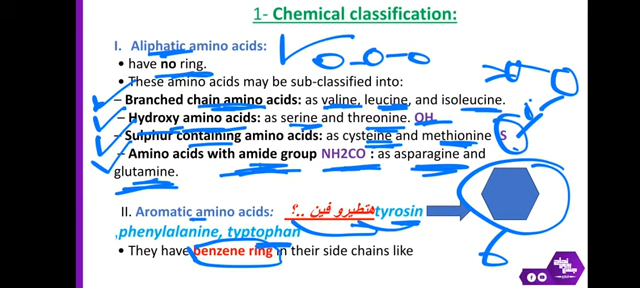 1- Chemical classification:
I. Aliphatic amino acids:
• have no ring.
• These amino acids may be sub-classified into:
– Branched chain amino acids: as valine, leucine, and isoleucine.
– Hydroxy amino acids: as serine and threonine. OH
– Sulphur containing amino acids: as cysteine and methionine S
– Amino acids with amide group NH2CO : as asparagine and
glutamine.
II. Aromatic amino acids: هتطيرو فين ..؟ tyrosin
,phenylalanine, typtophan
• They have benzene ring in their side chains like